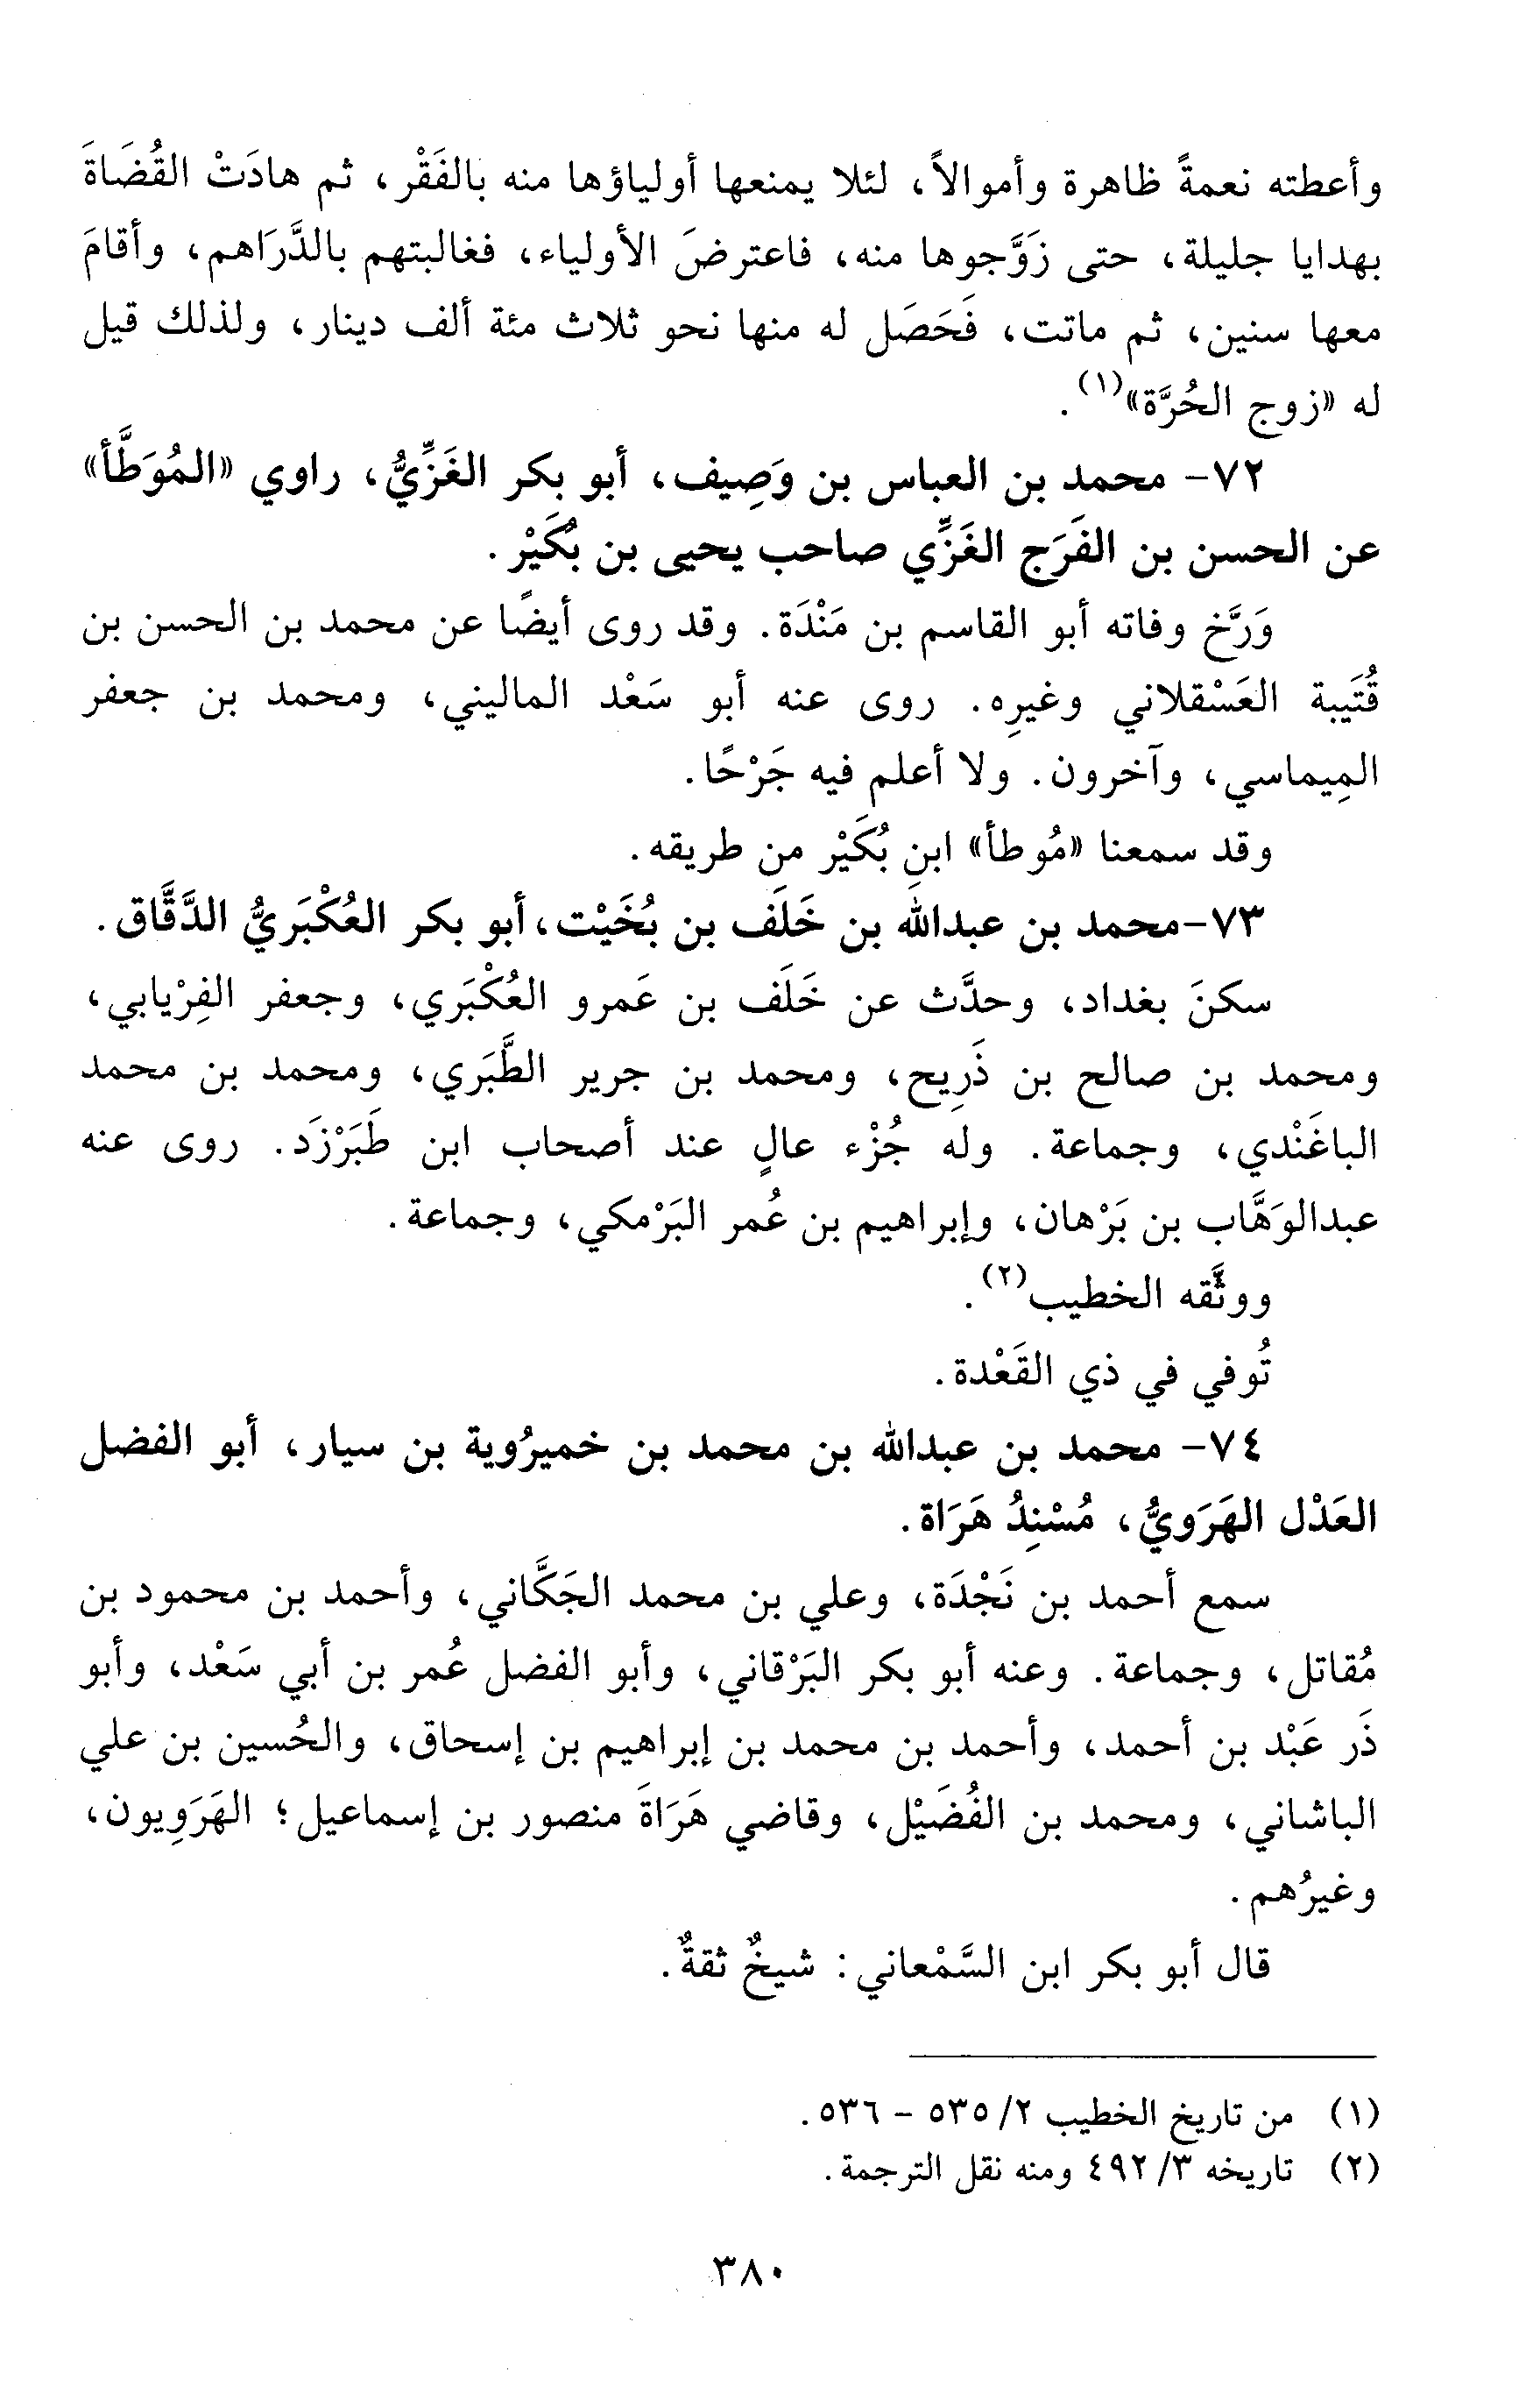 وأعطته نعمةً ظاهرة وأموالاً، لئلا يمنعها أولياؤها منه بالفَقْر، ثم هادَتْ القُضَاةَ
بهدايا جليلة، حتى زَوَّجوها منه، فاعترضَ الأولياء، فغالبتهم بالدَّرَاهم، وأقامَ
معها سنين، ثم ماتت، فَحَصَل له منها نحو ثلاث مئة ألف دينار، ولذلك قيل
له «زوج الحُرَّة»(١).
٧٢- محمد بن العباس بن وَصِيف، أبو بكر الغَزِّيُّ، راوي «المُوَطَّأ»
عن الحسن بن الفَرَج الغَزِّي صاحب يحيى بن بُكَيْر.
وَرَّخ وفاته أبو القاسم بن مَنْدَة. وقد روى أيضًا عن محمد بن الحسن بن
قُتَيبة العَسْقلاني وغيرِه. روى عنه أبو سَعْد الماليني، ومحمد بن جعفر
المِيماسي، وآخرون. ولا أعلم فيه جَرْحًا.
وقد سمعنا «مُوطأ» ابنِ بُكَيْر من طريقه.
٧٣-محمد بن عبدالله بن خَلَف بن بُخَيْت، أبو بكر العُكْبَريُّ الدَّقَّاق.
سكنَ بغداد، وحدَّث عن خَلَف بن عَمرو العُكْبَري، وجعفر الفِرْيابي،
ومحمد بن صالح بن ذَرِيح، ومحمد بن جرير الطَّبَري، ومحمد بن محمد
الباغَنْدي، وجماعة. وله جُزْء عالٍ عند أصحاب ابن طَبَرْزَد. روى عنه
عبدالوَهَّاب بن بَرْهان، وإبراهيم بن عُمر البَرْمكي، وجماعة.
ووثَّقه الخطيب(٢).
تُوفي في ذي القَعْدة.
٧٤- محمد بن عبدالله بن محمد بن خميرُوية بن سيار، أبو الفضل
العَدْل الهَرَويُّ، مُسْنِدُ هَرَاة.
سمع أحمد بن نَجْدَة، وعلي بن محمد الجَكَّاني، وأحمد بن محمود بن
مُقاتل، وجماعة. وعنه أبو بكر البَرْقاني، وأبو الفضل عُمر بن أبي سَعْد، وأبو
ذَر عَبْد بن أحمد، وأحمد بن محمد بن إبراهيم بن إسحاق، والحُسين بن علي
الباشاني، ومحمد بن الفُضَيْل، وقاضي هَرَاةَ منصور بن إسماعيل؛ الهَرَوِيون،
وغيرُهم.
قال أبو بكر ابن السَّمْعاني: شيخٌ ثقةٌ.
(١) من تاريخ الخطيب ٢/ ٥٣٥ - ٥٣٦.
(٢) تاريخه ٣/ ٤٩٢ ومنه نقل الترجمة.
٣٨٠